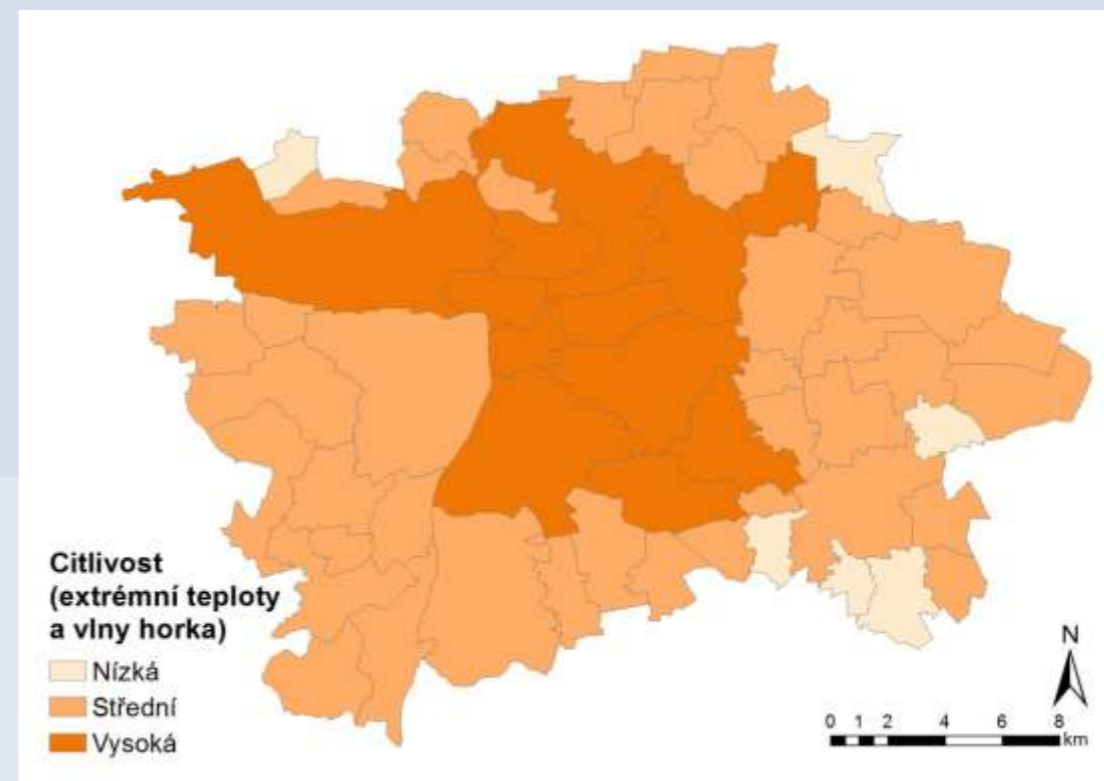 Citlivost
(extrémní teploty
a vlny horka)
Nízká
Střední
Vysoká
N
0 1 2 4 6 8
km